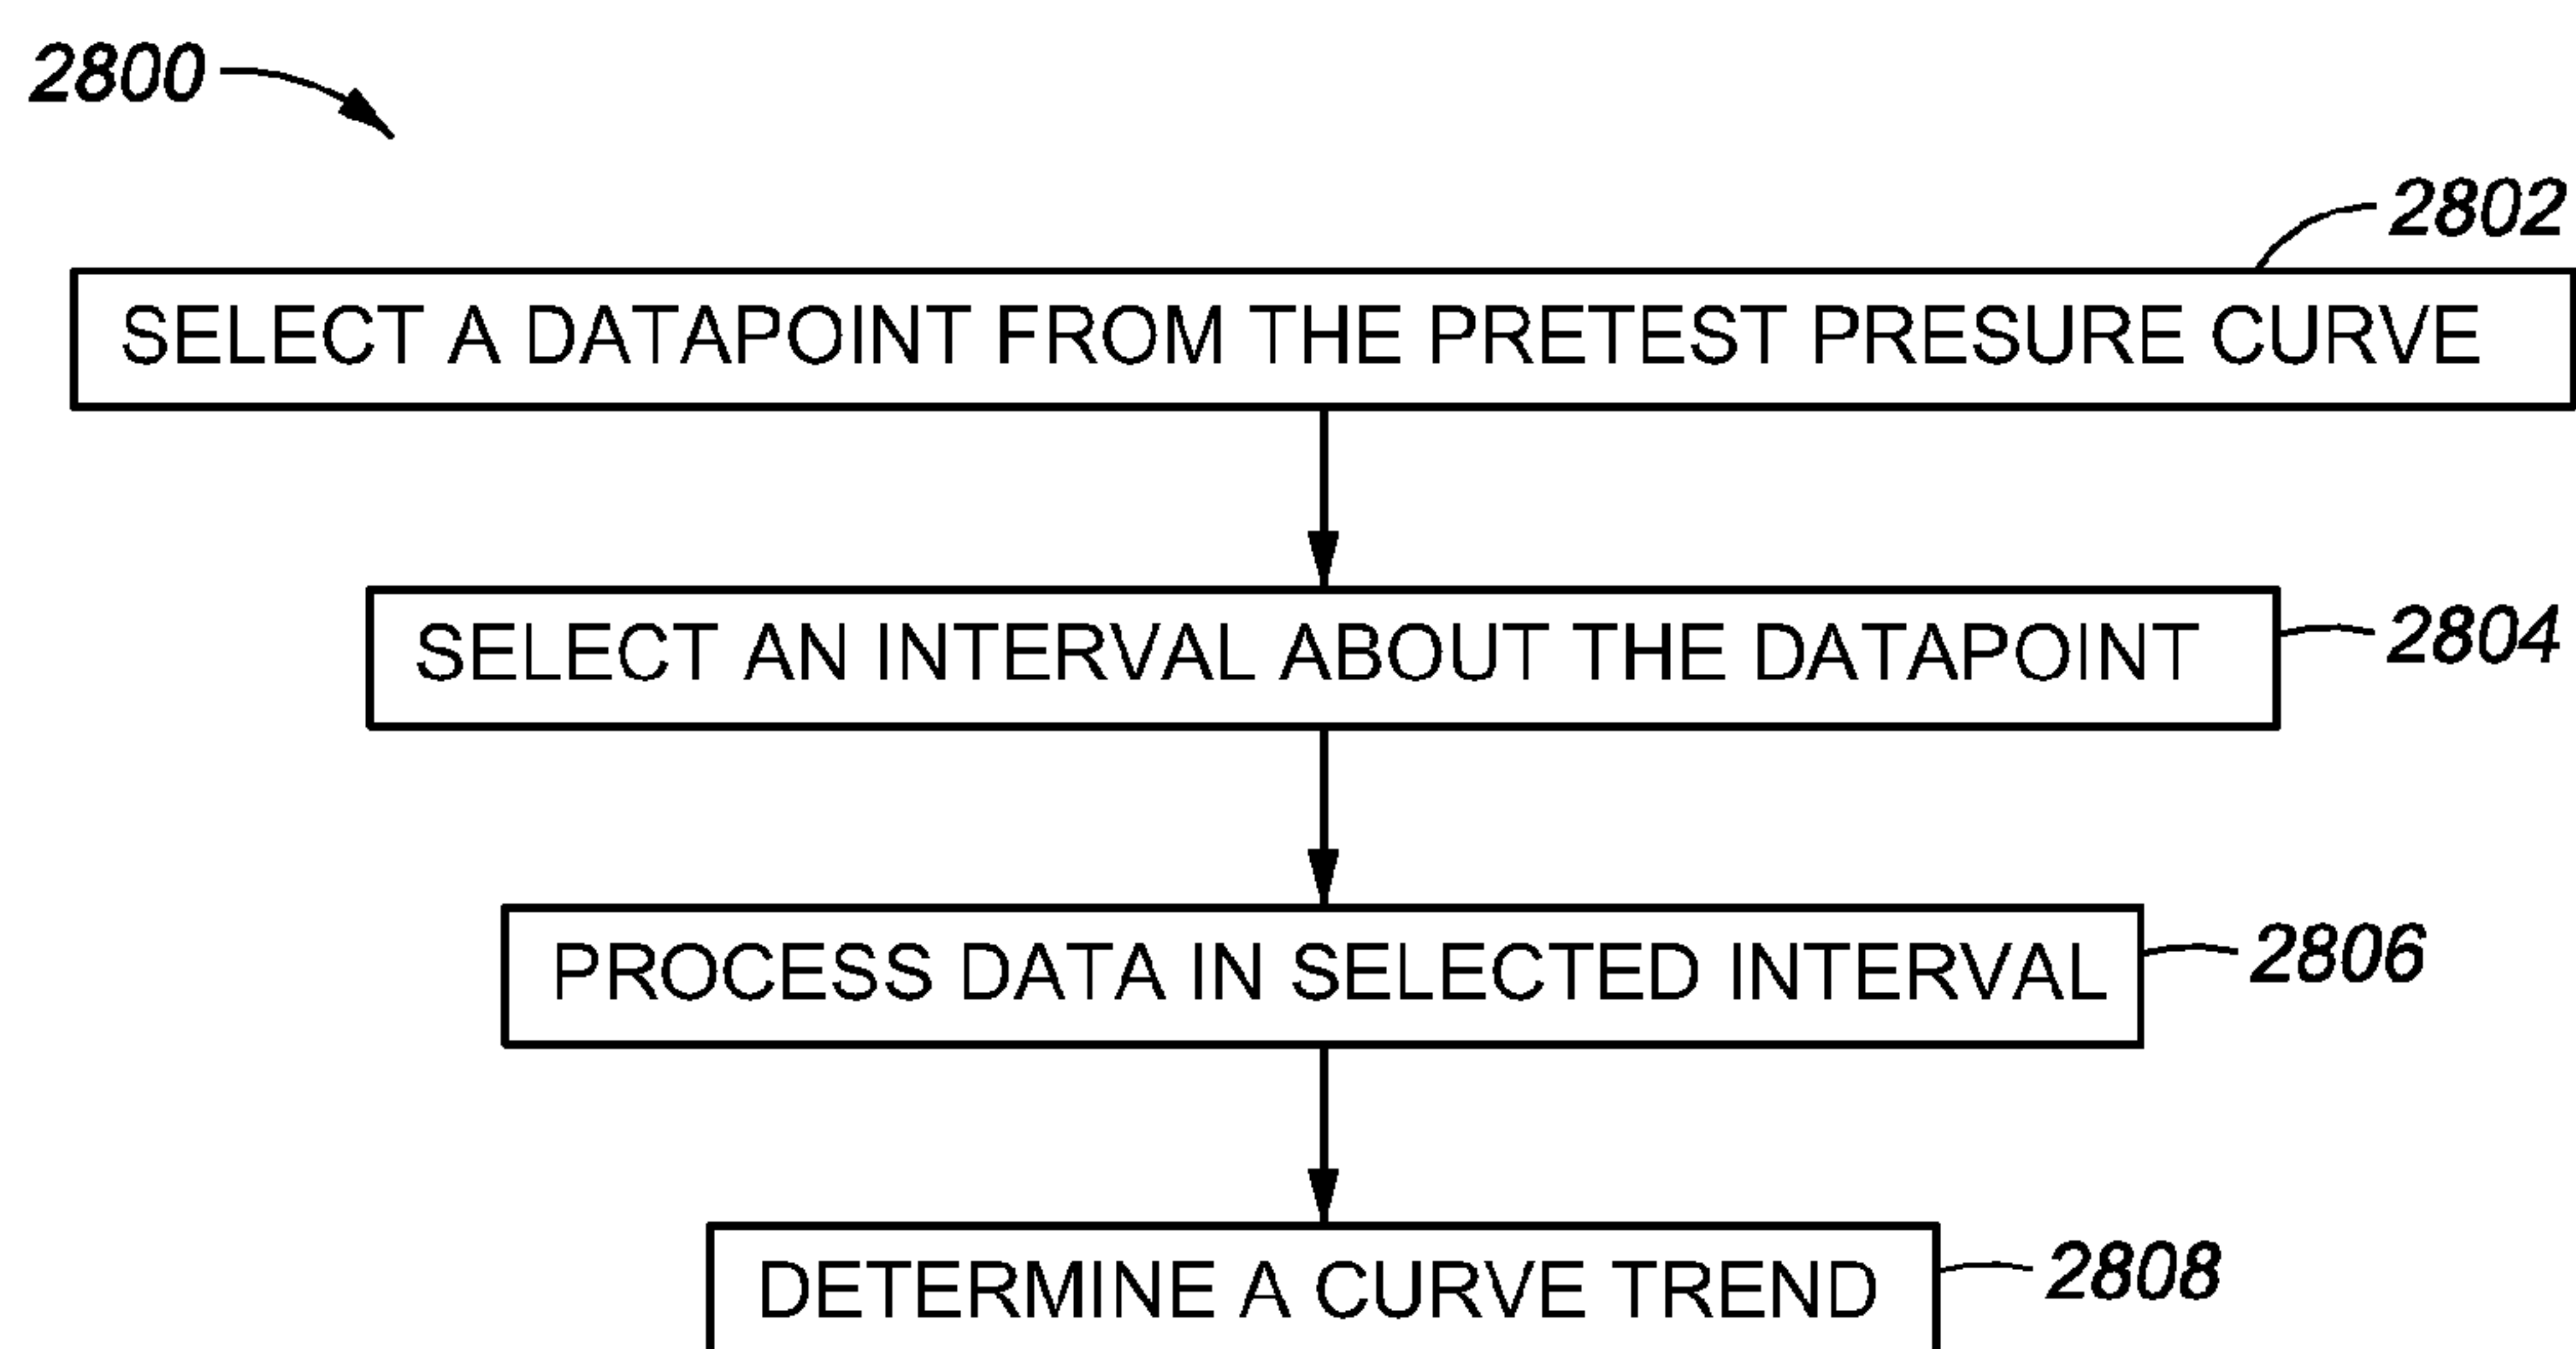 2800
2802
SELECT A DATAPOINT FROM THE PRETEST PRESURE CURVE
SELECT AN INTERVAL ABOUT THE DATAPOINT
2804
PROCESS DATA IN SELECTED INTERVAL
2806
DETERMINE A CURVE TREND
2808